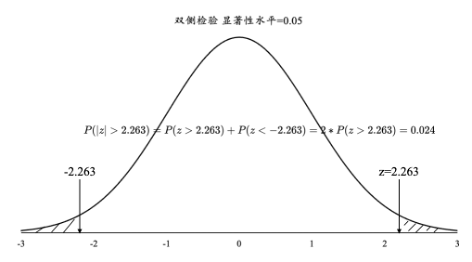 双侧检验 显著性水平=0.05
P(|z| > 2.263) = P(z > 2.263) + P(z < −2.263) = 2 * P(z > 2.263) = 0.024
-2.263 z=2.263
-3 -2 -1 0 1 2 3